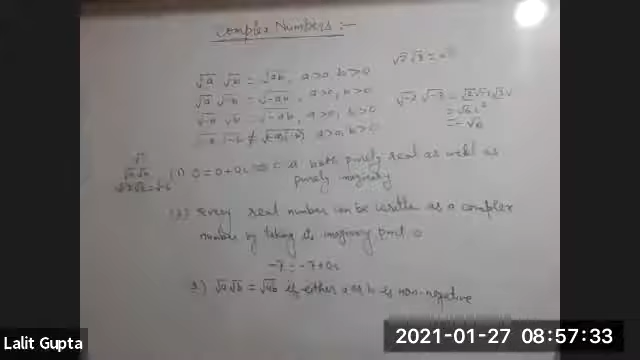 Complex Numbers :-
√a √b = √ab, a>0, b>0
√a √-b = √-ab, a>0, b>0
√-a √b = √-ab, a>0, b>0
√-a √-b ≠ √(-a)(-b) a>0, b>0
√2 √3 = √6
√-2 √-3 = √2 i √3 i
= √6 i²
= -√6
(1) 0 = 0+0i is both purely real as well as
purely imaginary
(2) Every real number can be written as a complex
number by taking its imaginary part 0
-7 = -7+0i
3) √a √b = √ab if either a or b is non-negative
Lalit Gupta
2021-01-27 08:57:33